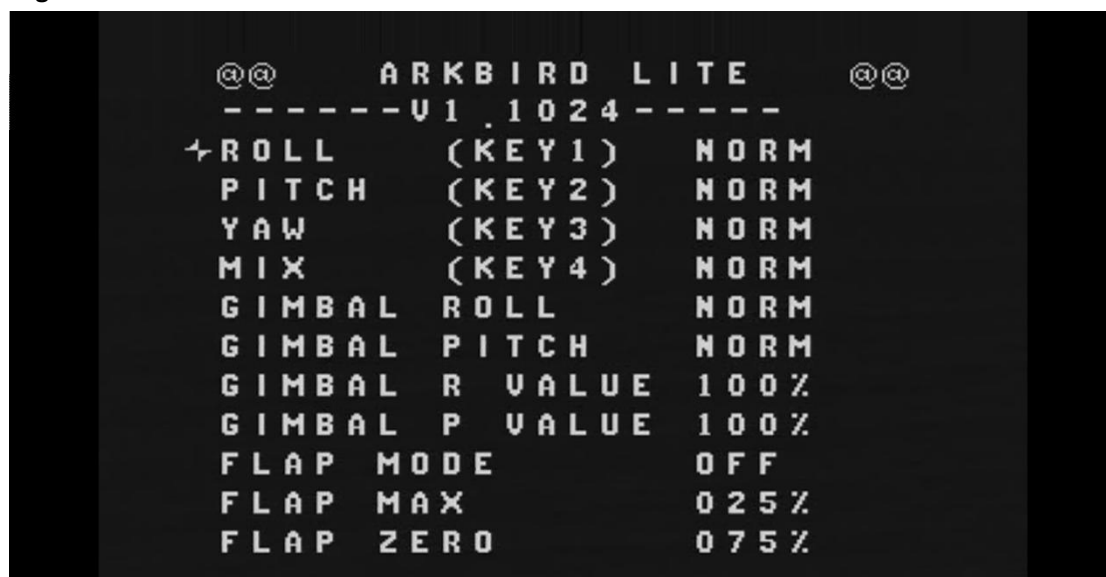 @@ ARKBIRD LITE @@
------V1.1024-----
ROLL (KEY1) NORM
PITCH (KEY2) NORM
YAW (KEY3) NORM
MIX (KEY4) NORM
GIMBAL ROLL NORM
GIMBAL PITCH NORM
GIMBAL R VALUE 100%
GIMBAL P VALUE 100%
FLAP MODE OFF
FLAP MAX 025%
FLAP ZERO 075%